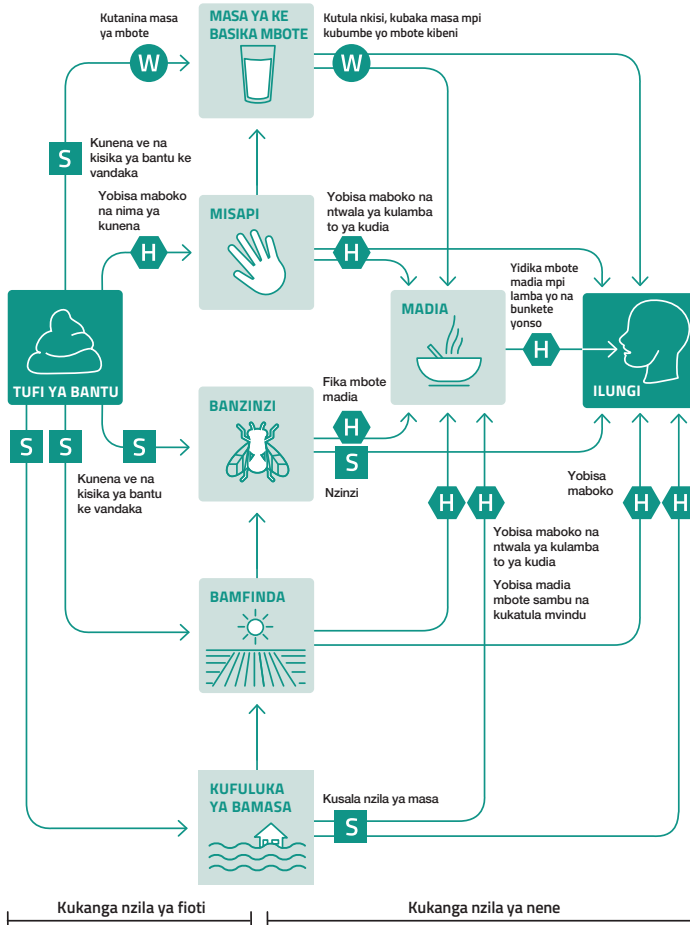 Kutanina masa
ya mbote
W
MASA YA KE
BASIKA MBOTE
Kutula nkisi, kubaka masa mpi
kubumbe yo mbote kibeni
W
S
Kunena ve na
kisika ya bantu ke
vandaka
Yobisa maboko
na nima ya
kunena
H
MISAPI
Yobisa maboko na
ntwala ya kulamba
to ya kudia
H
TUFI YA BANTU
MADIA
Yidika mbote
madia mpi
lamba yo na
bunkete
yonso
H
ILUNGI
S
S
S
Kunena ve na
kisika ya bantu
ke vandaka
BANZINZI
Fika mbote
madia
H
S
Nzinzi
H
H
Yobisa maboko na
ntwala ya kulamba
to ya kudia
Yobisa madia
mbote sambu na
kukatula mvindu
Yobisa
maboko
H
H
BAMFINDA
KUFULUKA
YA BAMASA
Kusala nzila ya masa
S
Kukanga nzila ya fioti
Kukanga nzila ya nene